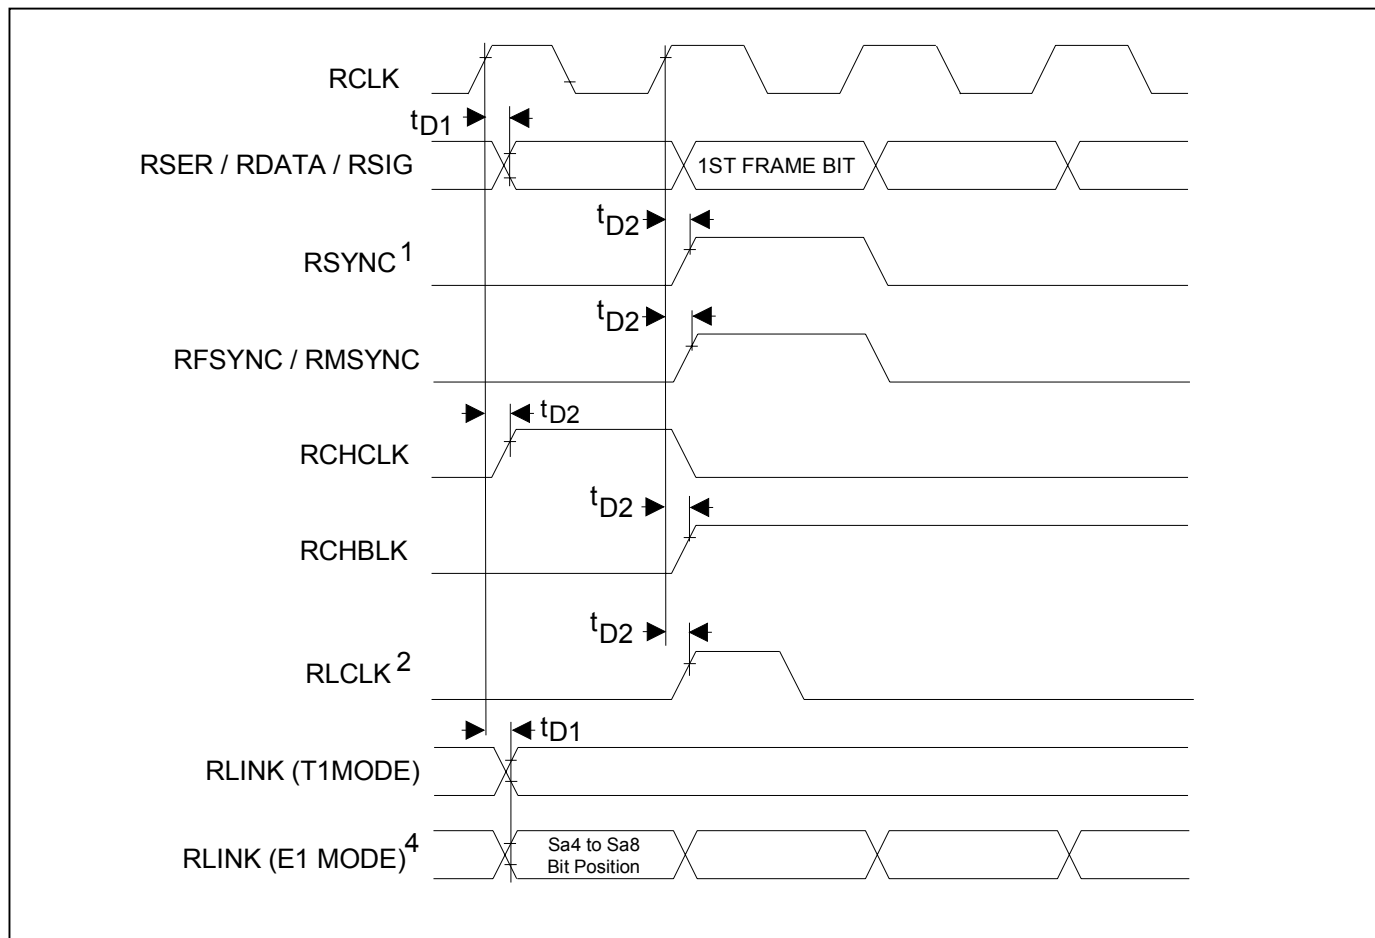 RCLK
tD1
RSER / RDATA / RSIG
1ST FRAME BIT
tD2
RSYNC1
tD2
RFSYNC / RMSYNC
tD2
RCHCLK
tD2
RCHBLK
tD2
RLCLK2
tD1
RLINK (T1MODE)
RLINK (E1 MODE)4
Sa4 to Sa8
Bit Position